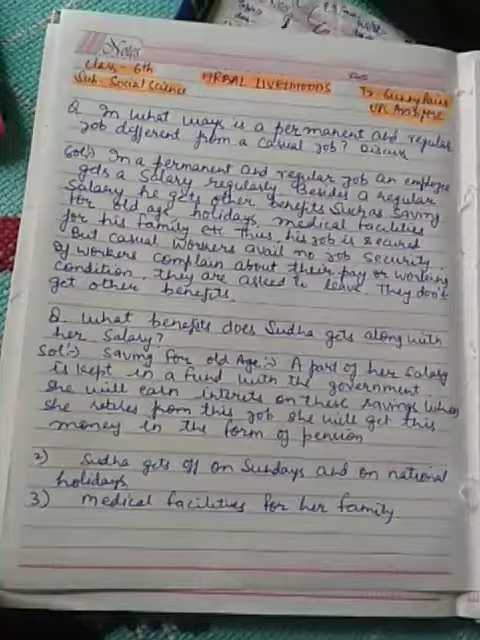 Notes
Class - 6th
Sub - Social Science
URBAL LIVELIHOODS
Q In what ways is a permanent and regular
job different from a casual job? Discuss
Sol:) In a permanent and regular job an employee
gets a salary regularly Besides a regular
salary he gets other benefits such as saving
for old age, holidays, medical facilities
for his family etc thus, his job is secured
But casual workers avail no job security.
If workers complain about their pay or working
condition. they are asked to leave. They don't
get other benefits.
Q. What benefits does Sudha gets along with
her salary?
Sol:-) Saving for old Age:-) A part of her salary
is kept in a fund with the government.
She will earn interest on these savings when
she retires from this job she will get this
money in the form of pension
2) Sudha gets off on Sundays and on national
holidays.
3) medical facilities for her family.